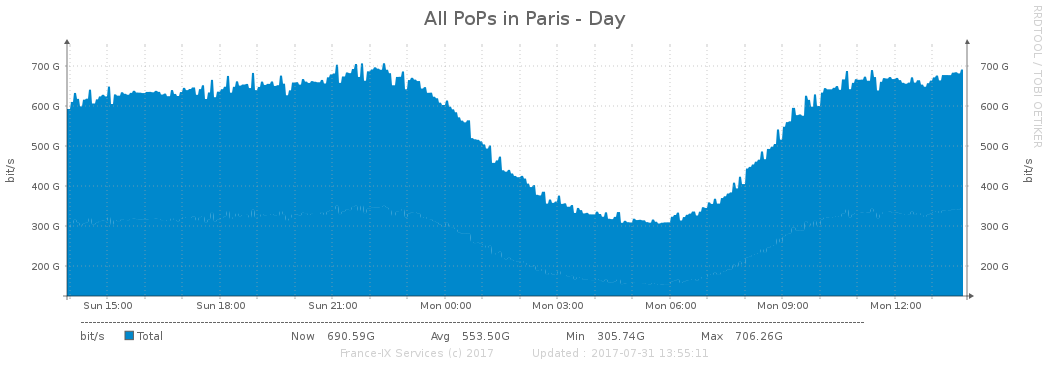 All PoPs in Paris - Day
RRDTOOL / TOBI OETIKER
700 G 700 G
600 G 600 G
500 G 500 G
400 G 400 G
300 G 300 G
200 G 200 G
bit/s bit/s
Sun 15:00 Sun 18:00 Sun 21:00 Mon 00:00 Mon 03:00 Mon 06:00 Mon 09:00 Mon 12:00
bit/s Total Now 690.59G Avg 553.50G Min 305.74G Max 706.26G
France-IX Services (c) 2017 Updated : 2017-07-31 13:55:11